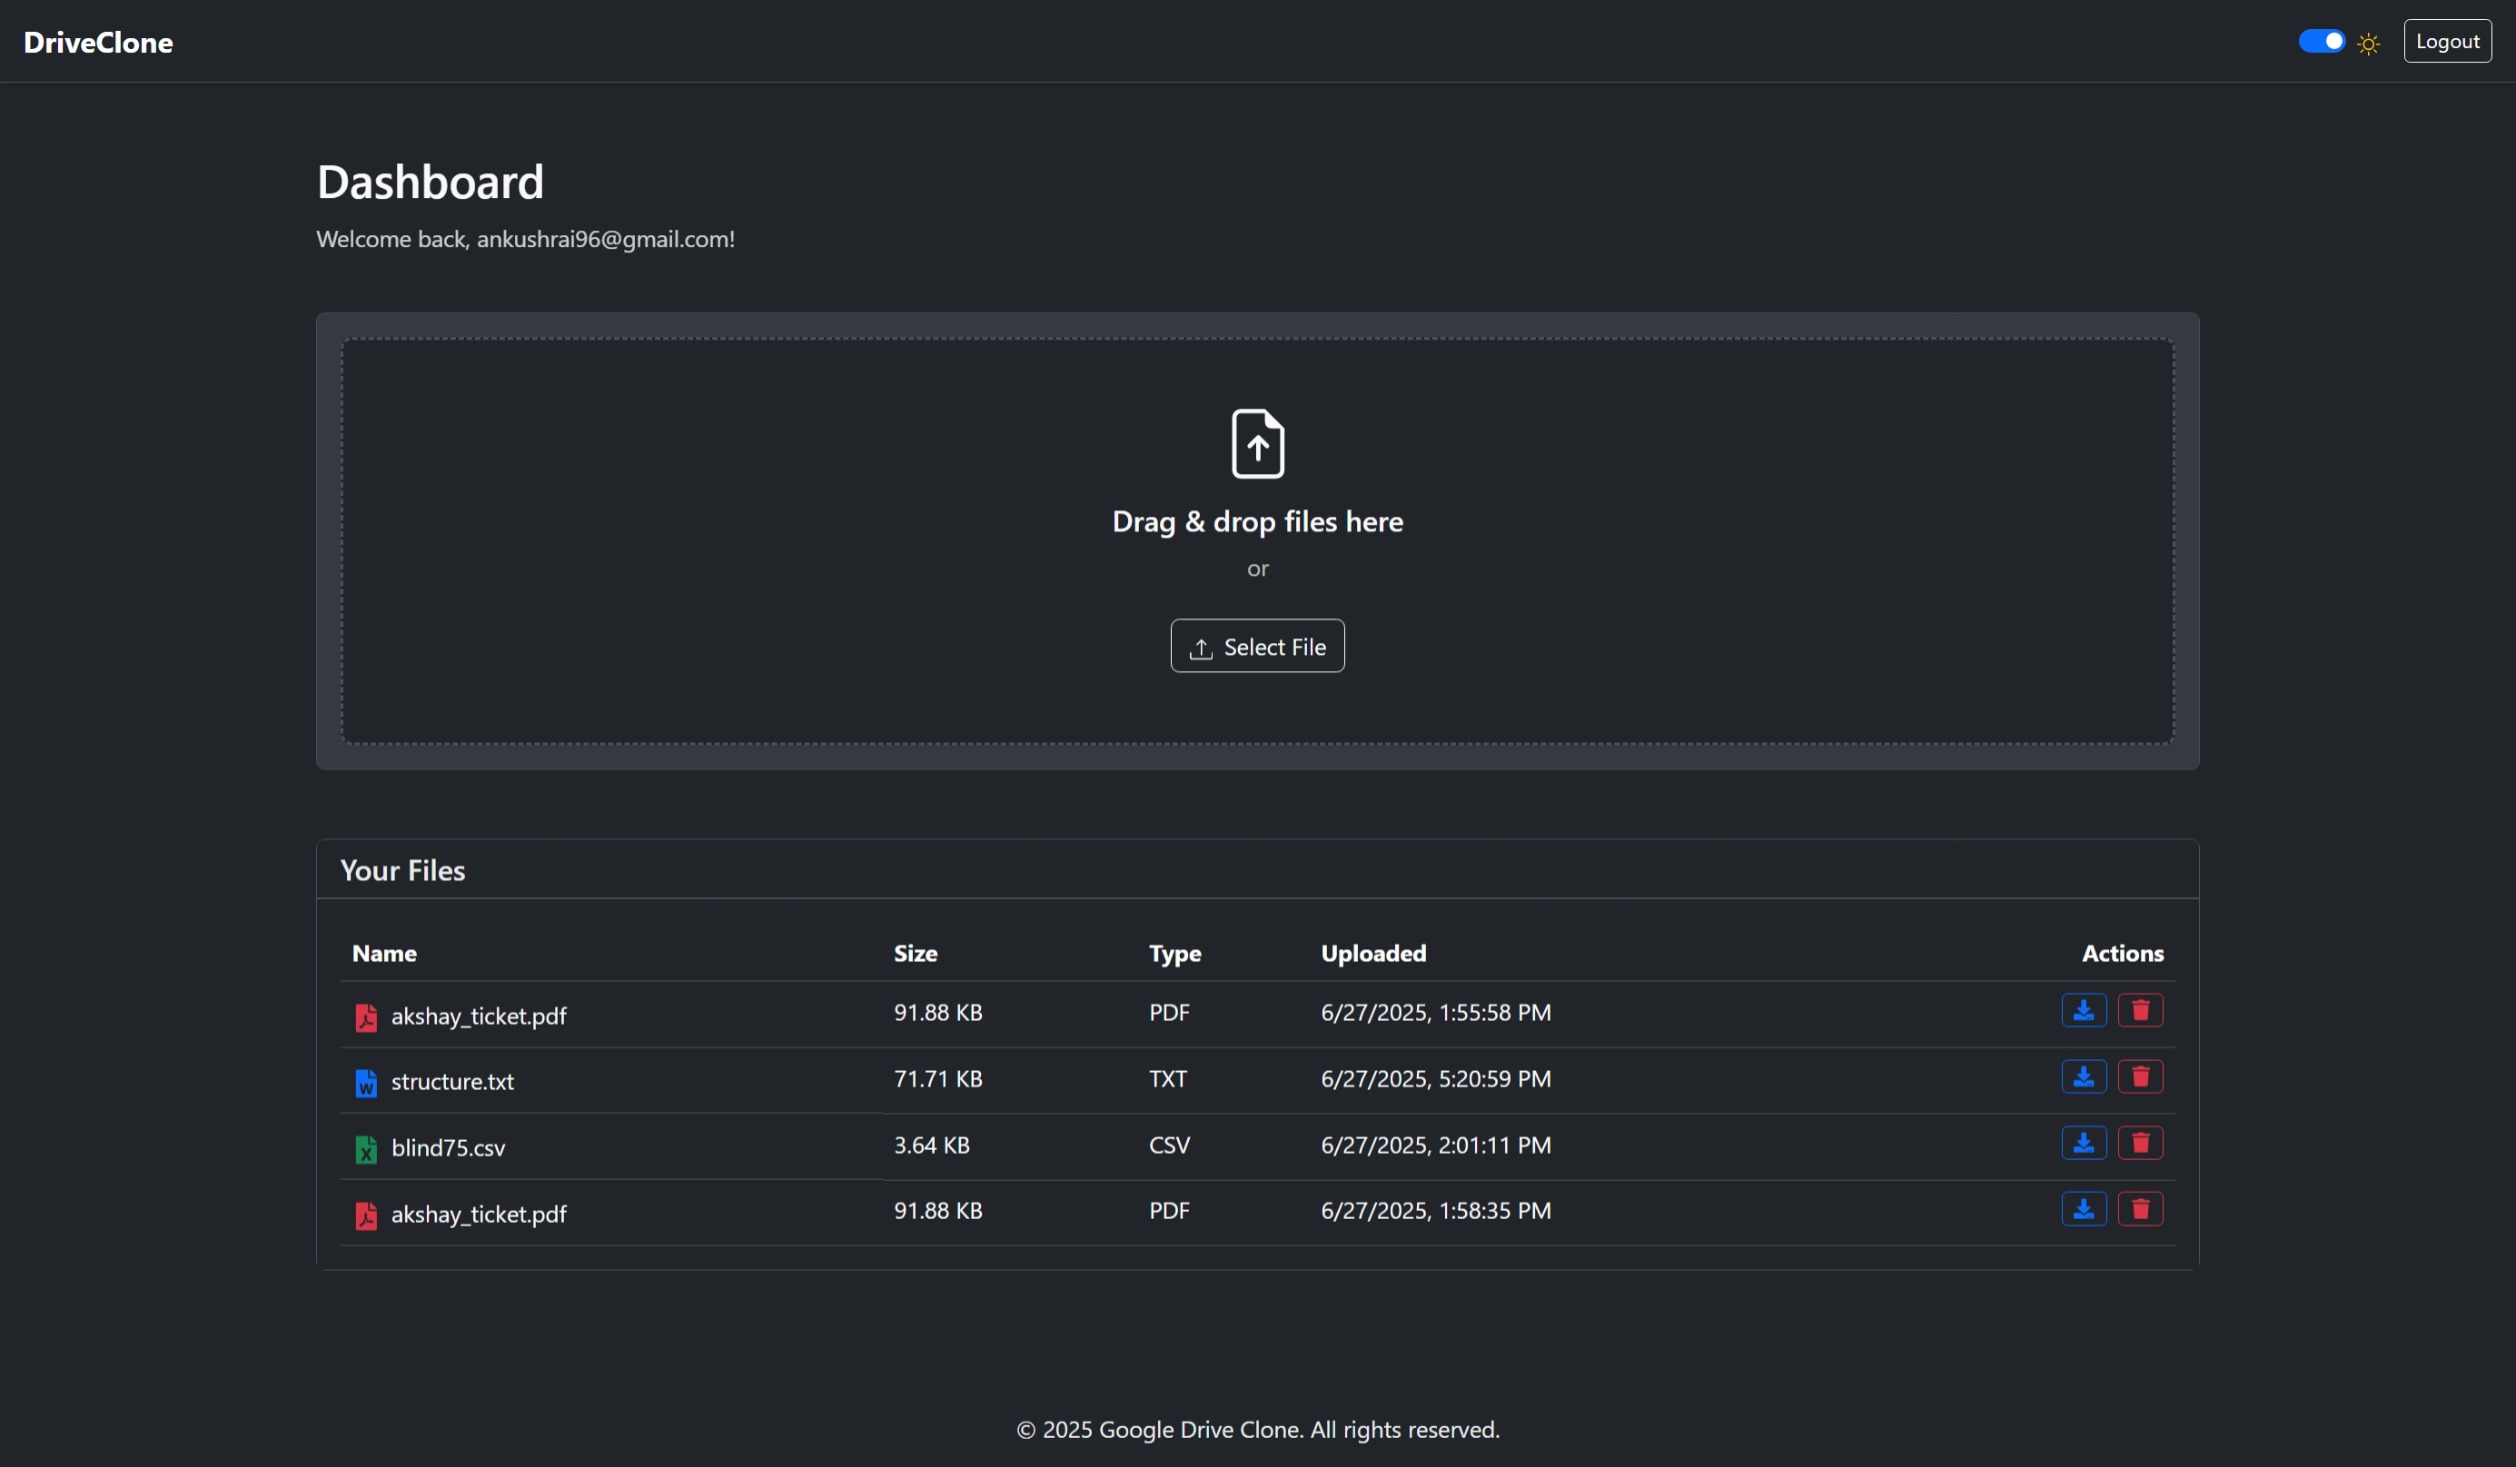 DriveClone
Logout
Dashboard
Welcome back, ankushrai96@gmail.com!
Drag & drop files here
or
Select File
Your Files
Name Size Type Uploaded Actions
akshay_ticket.pdf 91.88 KB PDF 6/27/2025, 1:55:58 PM
structure.txt 71.71 KB TXT 6/27/2025, 5:20:59 PM
blind75.csv 3.64 KB CSV 6/27/2025, 2:01:11 PM
akshay_ticket.pdf 91.88 KB PDF 6/27/2025, 1:58:35 PM
© 2025 Google Drive Clone. All rights reserved.